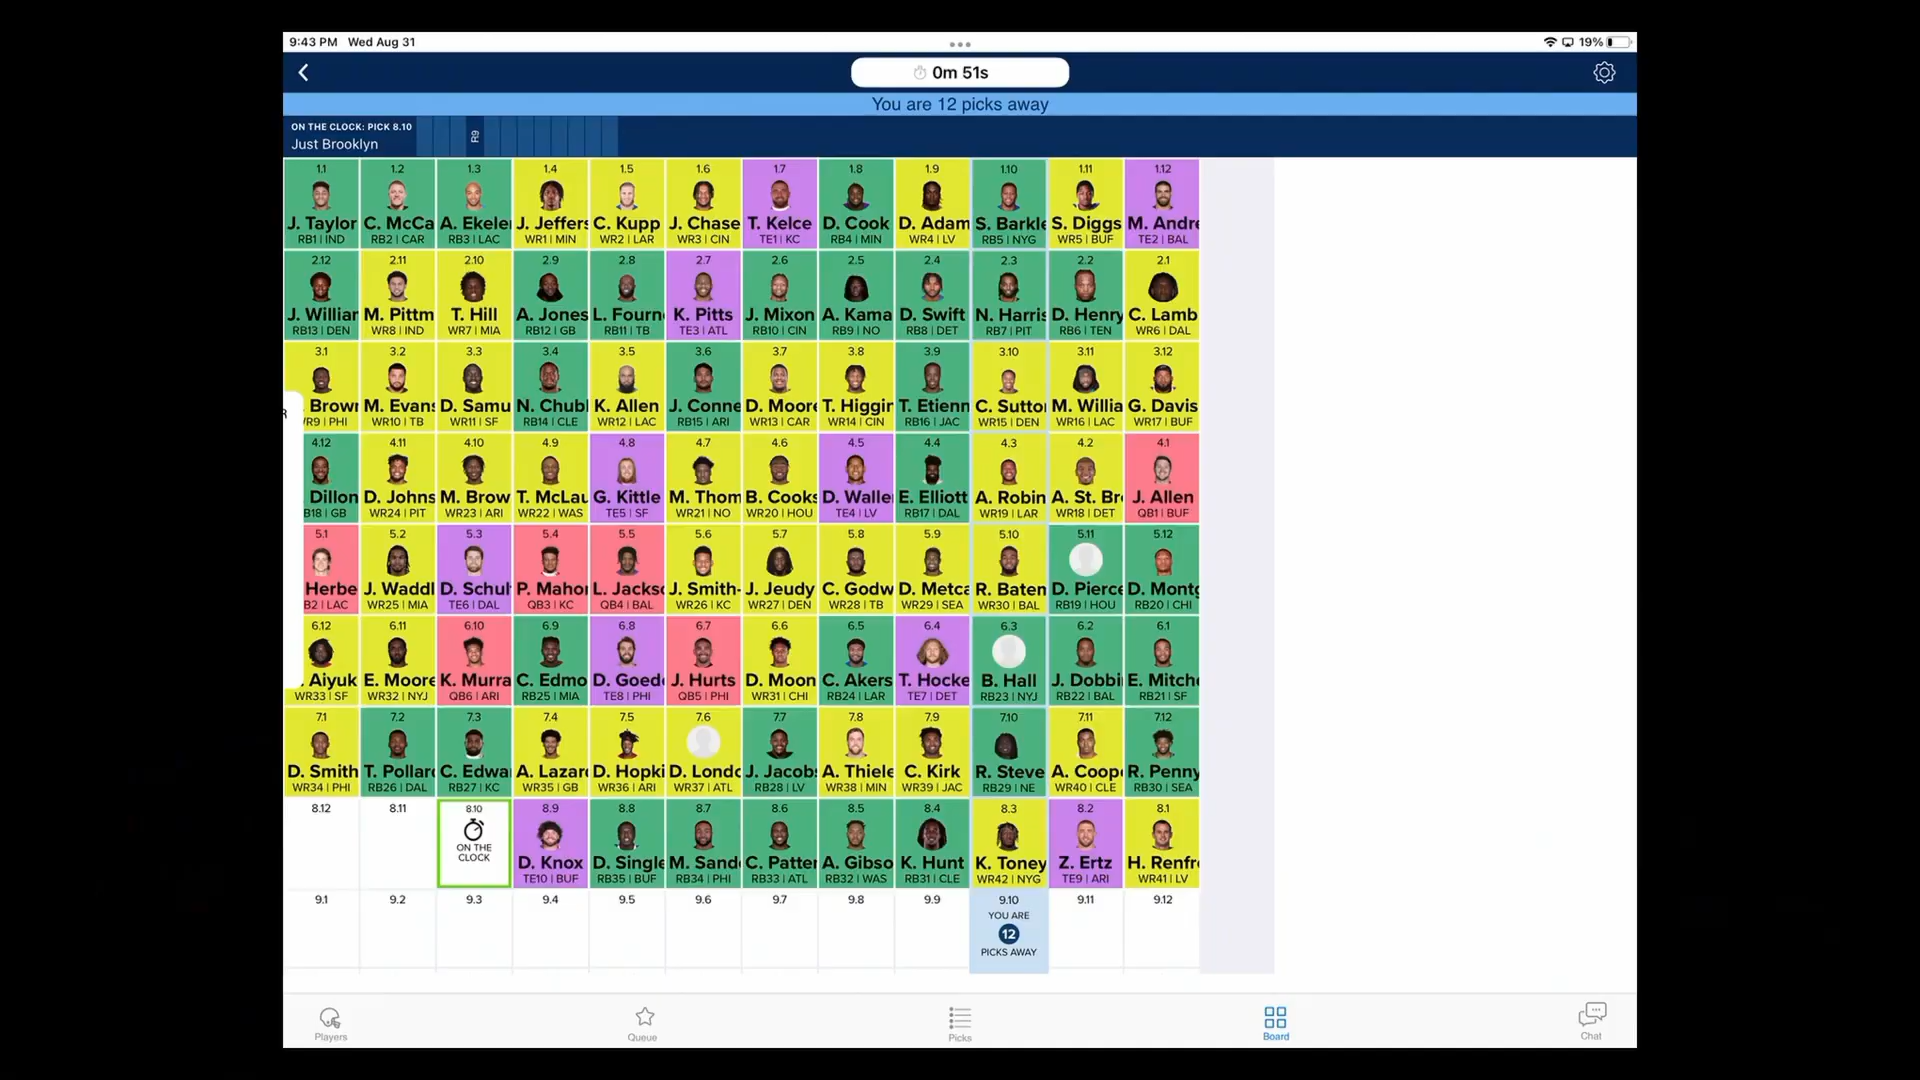 9:43 PM Wed Aug 31
19%
0m 51s
You are 12 picks away
ON THE CLOCK: PICK 8.10
Just Brooklyn
R9
1.1 1.2 1.3 1.4 1.5 1.6 1.7 1.8 1.9 1.10 1.11 1.12
J. Taylor C. McCa A. Ekeler J. Jeffers C. Kupp J. Chase T. Kelce D. Cook D. Adam S. Barkle S. Diggs M. Andre
RB1 | IND RB2 | CAR RB3 | LAC WR1 | MIN WR2 | LAR WR3 | CIN TE1 | KC RB4 | MIN WR4 | LV RB5 | NYG WR5 | BUF TE2 | BAL
2.12 2.11 2.10 2.9 2.8 2.7 2.6 2.5 2.4 2.3 2.2 2.1
J. Williar M. Pittm T. Hill A. Jones L. Fourn K. Pitts J. Mixon A. Kama D. Swift N. Harris D. Henry C. Lamb
RB13 | DEN WR8 | IND WR7 | MIA RB12 | GB RB11 | TB TE3 | ATL RB10 | CIN RB9 | NO RB8 | DET RB7 | PIT RB6 | TEN WR6 | DAL
3.1 3.2 3.3 3.4 3.5 3.6 3.7 3.8 3.9 3.10 3.11 3.12
R . Brown M. Evans D. Samu N. Chubl K. Allen J. Conne D. Moore T. Higgin T. Etienn C. Sutto M. Willia G. Davis
R9 | PHI WR10 | TB WR11 | SF RB14 | CLE WR12 | LAC RB15 | ARI WR13 | CAR WR14 | CIN RB16 | JAC WR15 | DEN WR16 | LAC WR17 | BUF
4.12 4.11 4.10 4.9 4.8 4.7 4.6 4.5 4.4 4.3 4.2 4.1
Dillon D. Johns M. Brow T. McLau G. Kittle M. Thom B. Cooks D. Walle E. Elliott A. Robin A. St. Br J. Allen
B18 | GB WR24 | PIT WR23 | ARI WR22 | WAS TE5 | SF WR21 | NO WR20 | HOU TE4 | LV RB17 | DAL WR19 | LAR WR18 | DET QB1 | BUF
5.1 5.2 5.3 5.4 5.5 5.6 5.7 5.8 5.9 5.10 5.11 5.12
Herbe J. Waddl D. Schul P. Mahor L. Jackso J. Smith- J. Jeudy C. Godw D. Metca R. Baten D. Pierce D. Montg
B2 | LAC WR25 | MIA TE6 | DAL QB3 | KC QB4 | BAL WR26 | KC WR27 | DEN WR28 | TB WR29 | SEA WR30 | BAL RB19 | HOU RB20 | CHI
6.12 6.11 6.10 6.9 6.8 6.7 6.6 6.5 6.4 6.3 6.2 6.1
. Aiyuk E. Moore K. Murra C. Edmo D. Goede J. Hurts D. Moon C. Akers T. Hocke B. Hall J. Dobbi E. Mitche
WR33 | SF WR32 | NYJ QB6 | ARI RB25 | MIA TE8 | PHI QB5 | PHI WR31 | CHI RB24 | LAR TE7 | DET RB23 | NYJ RB22 | BAL RB21 | SF
7.1 7.2 7.3 7.4 7.5 7.6 7.7 7.8 7.9 7.10 7.11 7.12
D. Smith T. Pollard C. Edwa A. Lazard D. Hopki D. Londo J. Jacobs A. Thiele C. Kirk R. Steve A. Coop R. Penny
WR34 | PHI RB26 | DAL RB27 | KC WR35 | GB WR36 | ARI WR37 | ATL RB28 | LV WR38 | MIN WR39 | JAC RB29 | NE WR40 | CLE RB30 | SEA
8.12 8.11 8.10 8.9 8.8 8.7 8.6 8.5 8.4 8.3 8.2 8.1
ON THE
CLOCK
D. Knox D. Single M. Sande C. Patter A. Gibso K. Hunt K. Toney Z. Ertz H. Renfr
TE10 | BUF RB35 | BUF RB34 | PHI RB33 | ATL RB32 | WAS RB31 | CLE WR42 | NYG TE9 | ARI WR41 | LV
9.1 9.2 9.3 9.4 9.5 9.6 9.7 9.8 9.9 9.10 9.11 9.12
YOU ARE
12
PICKS AWAY
Players Queue Picks Board Chat